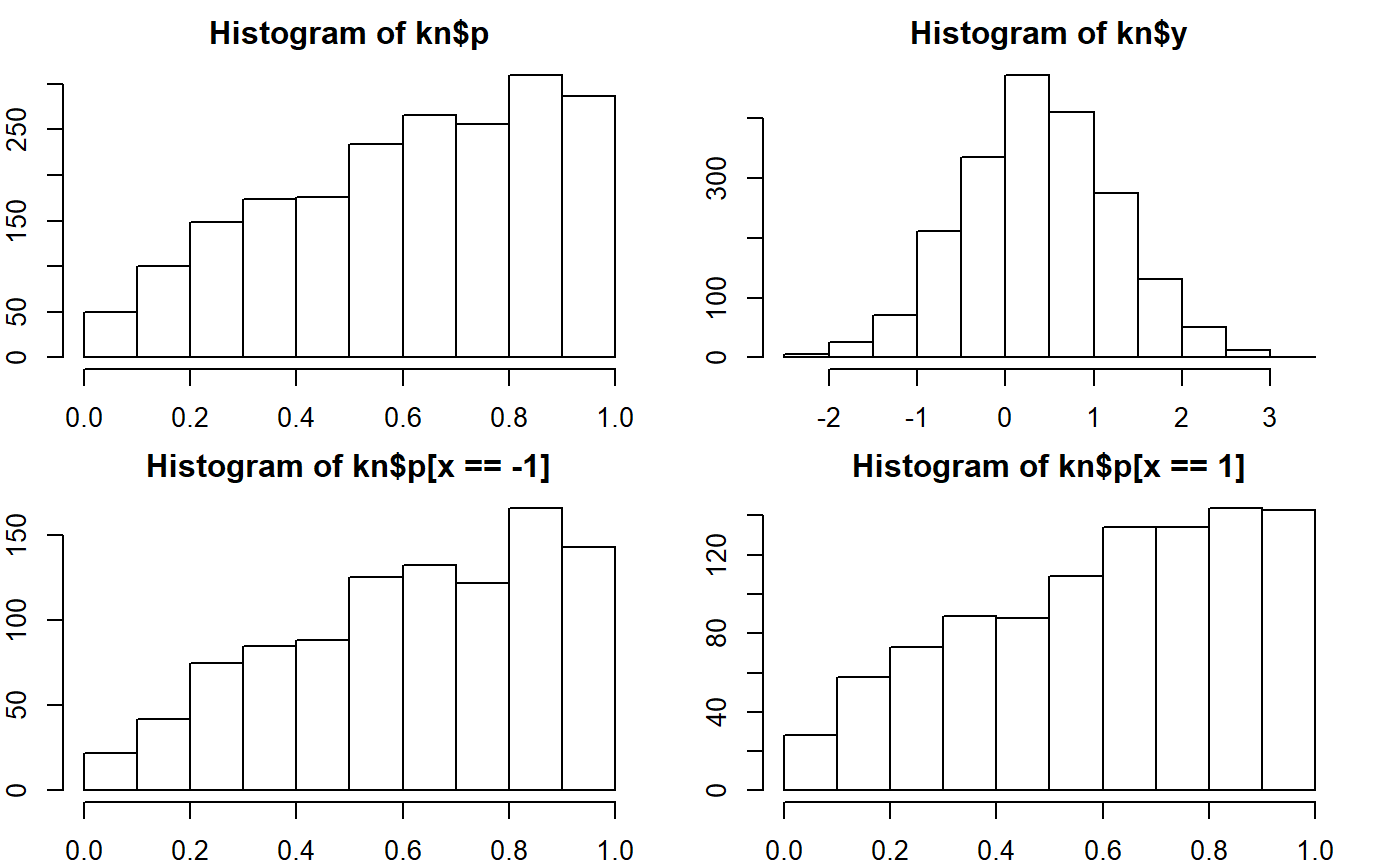 Histogram of kn$p
0 50 150 250
0.0 0.2 0.4 0.6 0.8 1.0
Histogram of kn$y
0 100 300
-2 -1 0 1 2 3
Histogram of kn$p[x == -1]
0 50 100 150
0.0 0.2 0.4 0.6 0.8 1.0
Histogram of kn$p[x == 1]
0 40 80 120
0.0 0.2 0.4 0.6 0.8 1.0